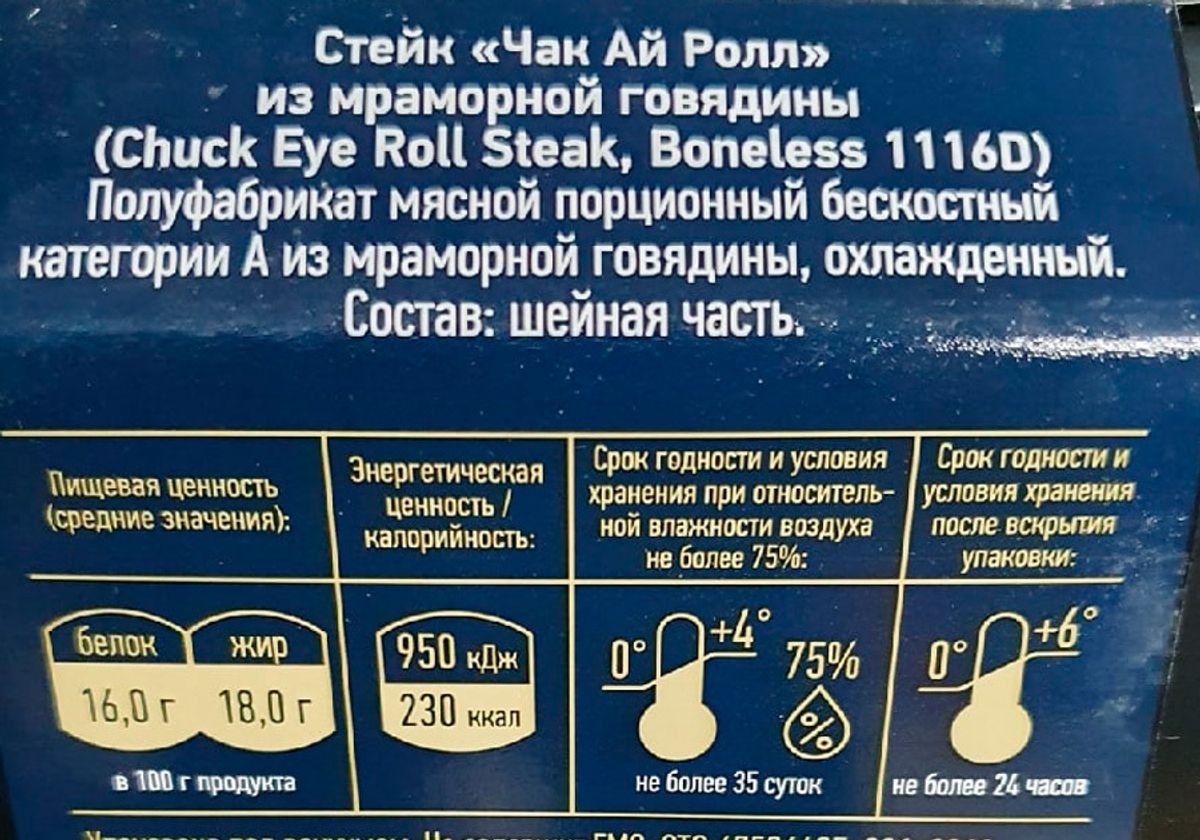 Стейк «Чак Ай Ролл»
из мраморной говядины
(Chuck Eye Roll Steak, Boneless 1116D)
Полуфабрикат мясной порционный бескостный
категории А из мраморной говядины, охлажденный.
Состав: шейная часть.
Пищевая ценность
(средние значения):
белок жир
16,0 г 18,0 г
в 100 г продукта
Энергетическая
ценность /
калорийность:
950 кДж
230 ккал
Срок годности и условия
хранения при относитель-
ной влажности воздуха
не более 75%:
0° +4° 75%
%
не более 35 суток
Срок годности и
условия хранения
после вскрытия
упаковки:
0° +6°
не более 24 часов